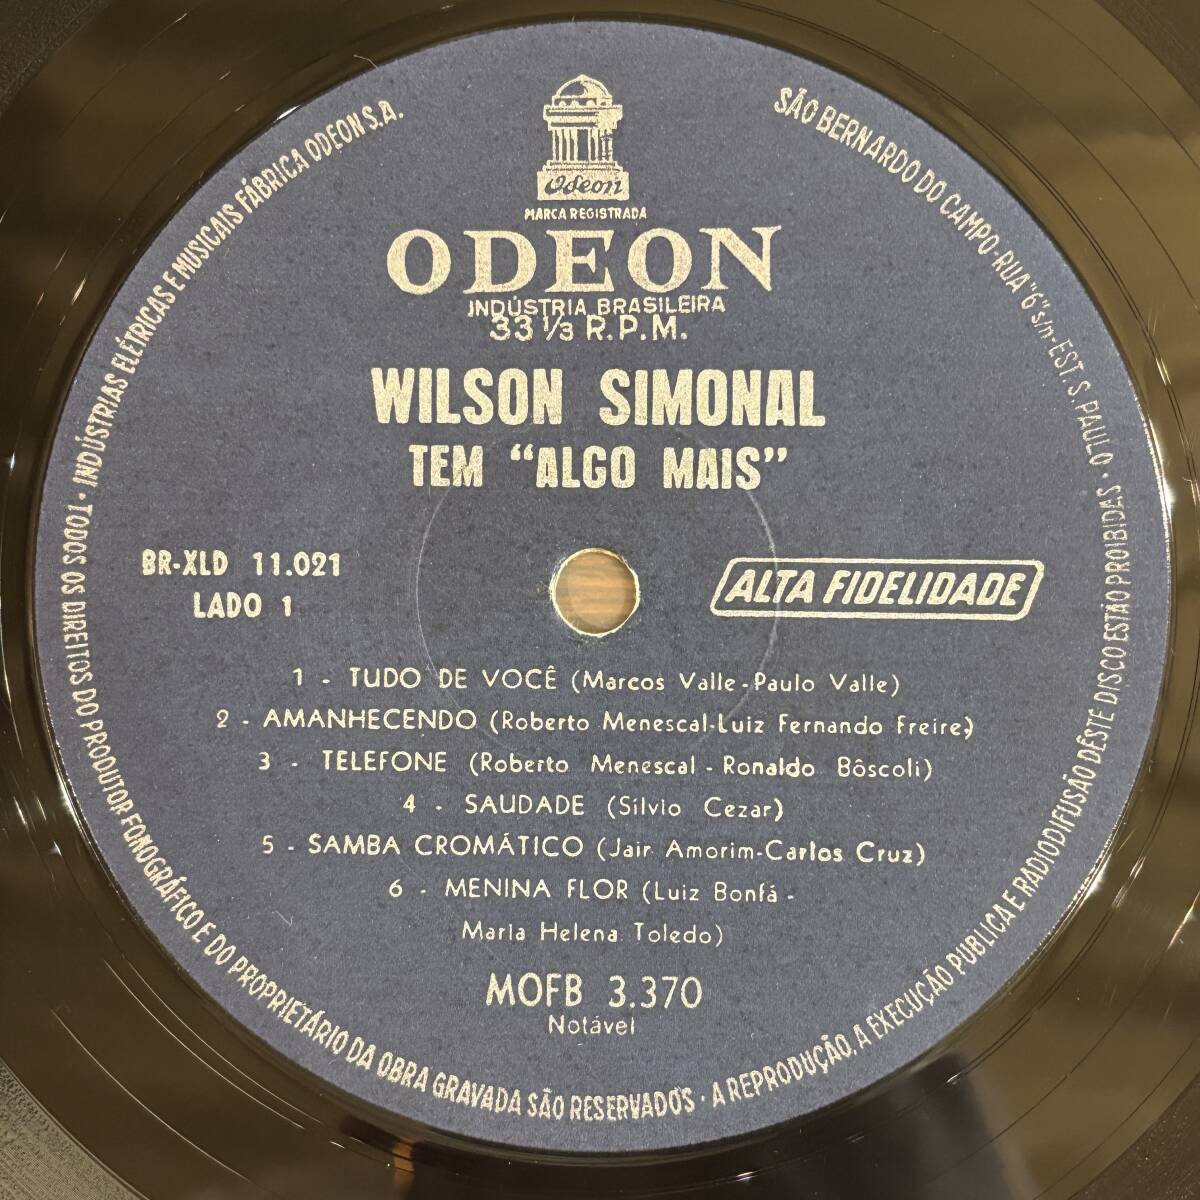 Odeon
MARCA REGISTRADA
ODEON
INDÚSTRIA BRASILEIRA
33 1/3 R.P.M.
WILSON SIMONAL
TEM “ALGO MAIS”
BR-XLD 11.021
LADO 1
ALTA FIDELIDADE
1 - TUDO DE VOCÊ (Marcos Valle-Paulo Valle)
2 - AMANHECENDO (Roberto Menescal-Luiz Fernando Freire)
3 - TELEFONE (Roberto Menescal - Ronaldo Bôscoli)
4 - SAUDADE (Sílvio Cezar)
5 - SAMBA CROMÁTICO (Jair Amorim-Carlos Cruz)
6 - MENINA FLOR (Luiz Bonfá -
Maria Helena Toledo)
MOFB 3.370
Notável
INDÚSTRIAS ELÉTRICAS E MUSICAIS FÁBRICA ODEON S.A.
SÃO BERNARDO DO CAMPO-RUA "6" s/n-EST. S. PAULO ·
TODOS OS DIREITOS DO PRODUTOR FONOGRÁFICO E DO PROPRIETÁRIO DA OBRA GRAVADA SÃO RESERVADOS · A REPRODUÇÃO, A EXECUÇÃO PUBLICA E RADIODIFUSÃO DÊSTE DISCO ESTÃO PROIBIDAS ·